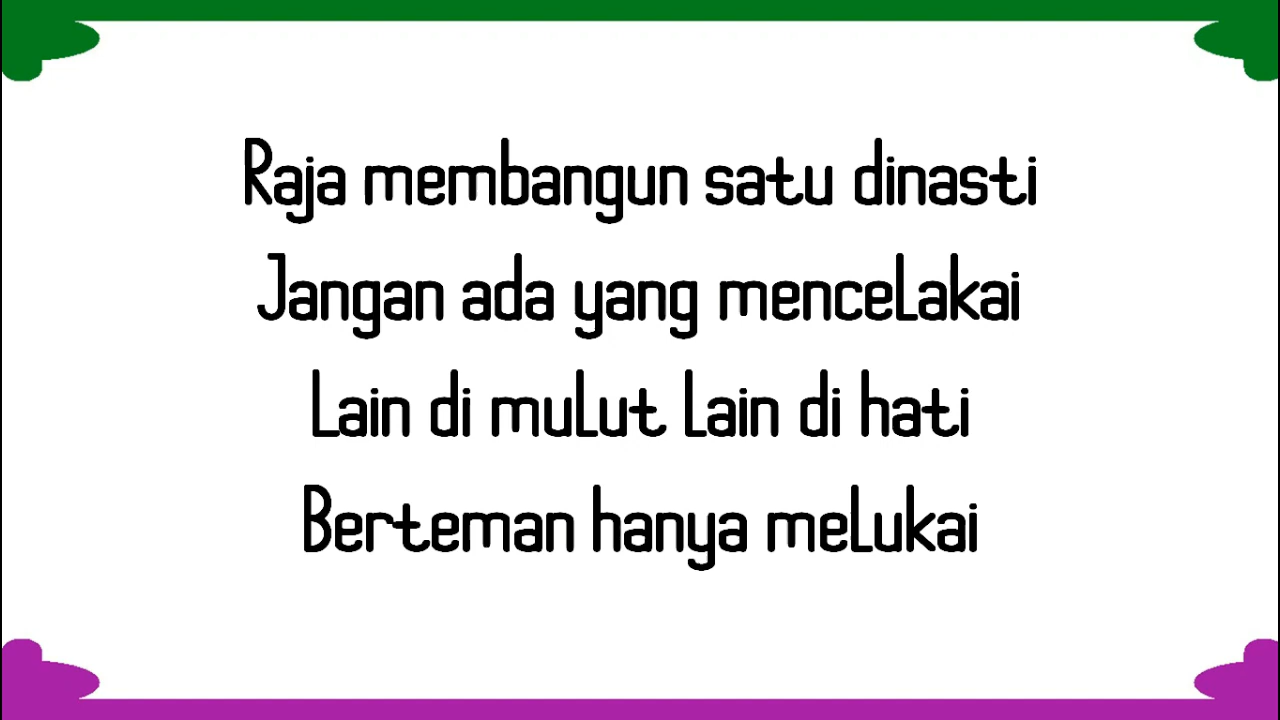 Raja membangun satu dinasti
Jangan ada yang mencelakai
Lain di mulut lain di hati
Berteman hanya melukai